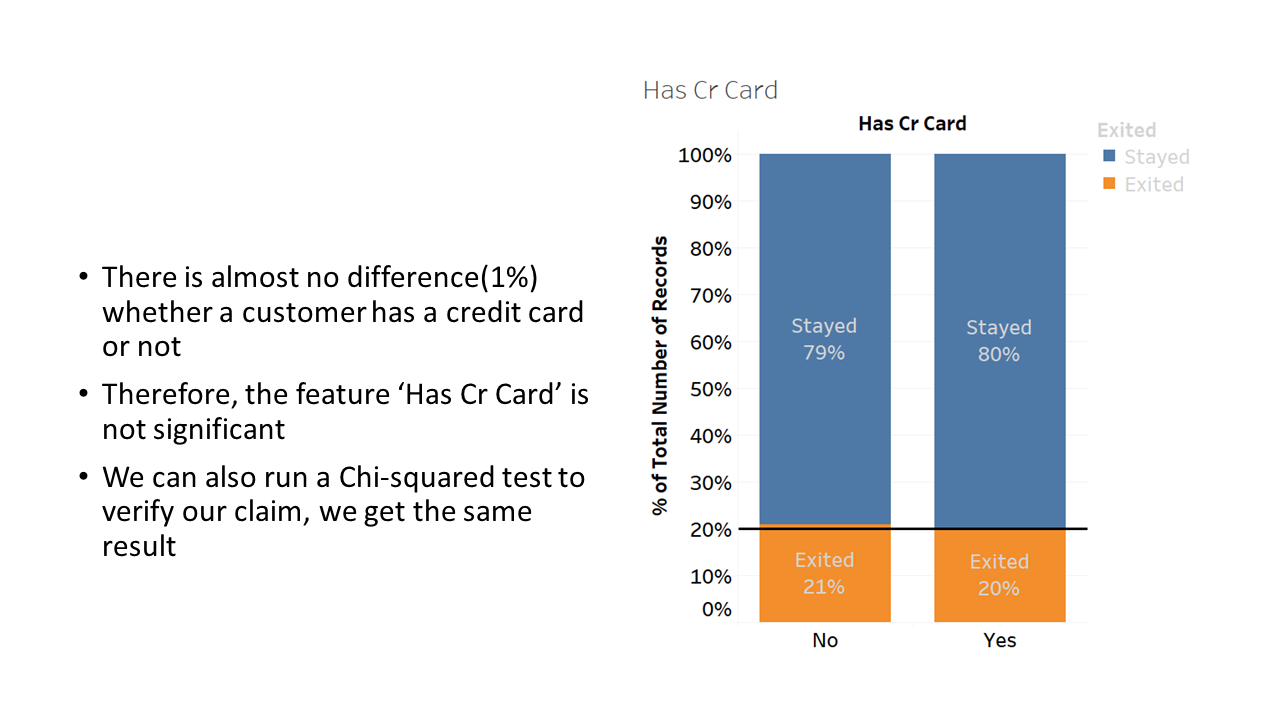 • There is almost no difference(1%)
whether a customer has a credit card
or not
• Therefore, the feature ‘Has Cr Card’ is
not significant
• We can also run a Chi-squared test to
verify our claim, we get the same
result
Has Cr Card
Has Cr Card
Exited
Stayed
Exited
% of Total Number of Records
100%
90%
80%
70%
60%
50%
40%
30%
20%
10%
0%
Stayed
79%
Stayed
80%
Exited
21%
Exited
20%
No
Yes